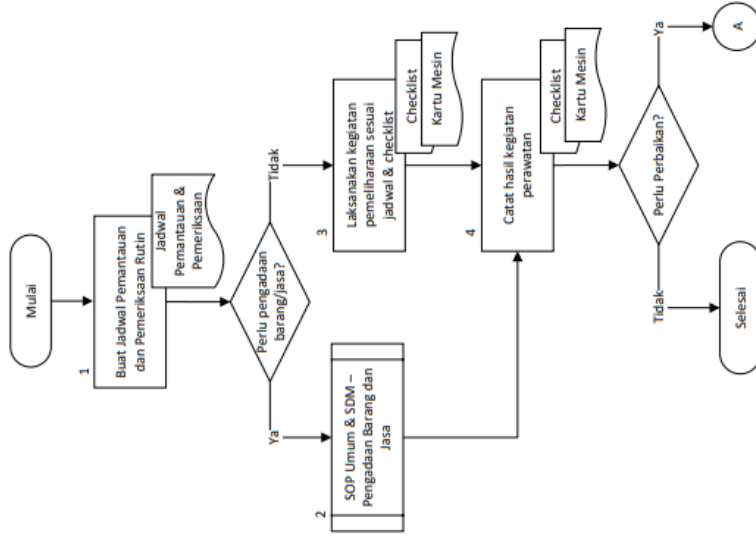 Mulai
1
Buat Jadwal Pemantauan
dan Pemeriksaan Rutin
Jadwal
Pemantauan &
Pemeriksaan
Perlu pengadaan
barang/jasa?
Ya
Tidak
2
SOP Umum & SDM –
Pengadaan Barang dan
Jasa
3
Laksanakan kegiatan
pemeliharaan sesuai
jadwal & checklist
Checklist
Kartu Mesin
4
Catat hasil kegiatan
perawatan
Checklist
Kartu Mesin
Perlu Perbaikan?
Tidak
Ya
Selesai
A